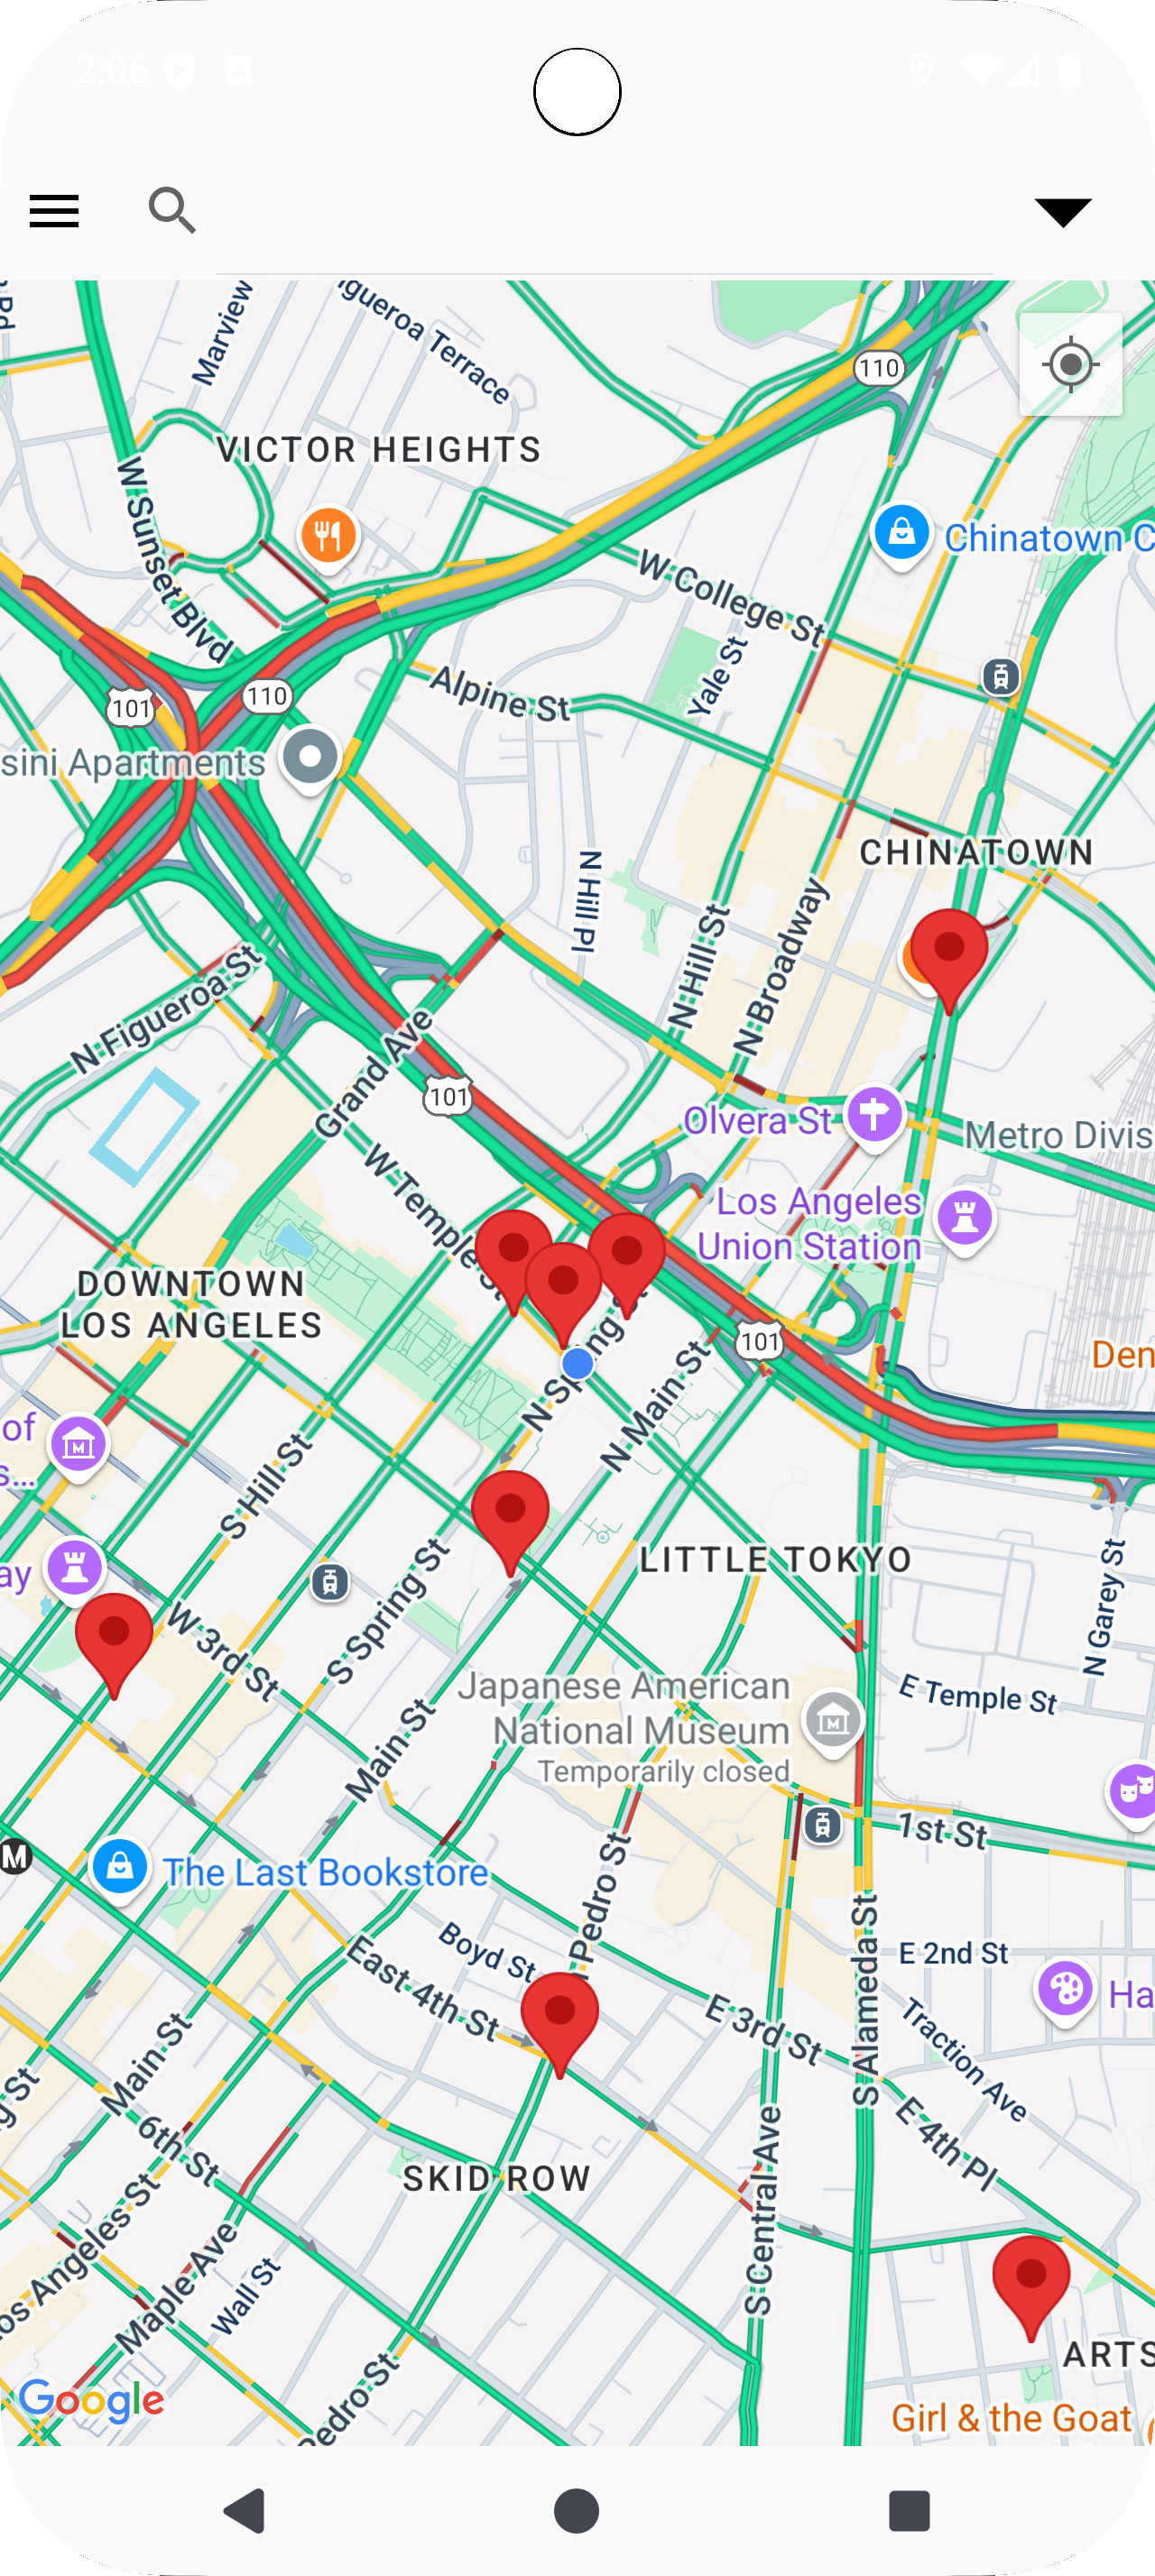 2:06
Marview
igueroa Terrace
110
VICTOR HEIGHTS
W Sunset Blvd
Chinatown C
W College St
Yale St
Alpine St
101
110
sini Apartments
CHINATOWN
N Hill Pl
N Hill St
N Broadway
N Figueroa St
Grand Ave
101
Olvera St
Metro Divis
W Temple St
Los Angeles
Union Station
DOWNTOWN
LOS ANGELES
101
Den
N Spring St
N Main St
of
s...
S Hill St
LITTLE TOKYO
ay
N Garey St
W 3rd St
S Spring St
E Temple St
Japanese American
National Museum
Temporarily closed
Main St
1st St
M
The Last Bookstore
Pedro St
S Alameda St
Boyd St
E 2nd St
East 4th St
Ha
E 3rd St
Traction Ave
Main St
g St
E 4th Pl
6th St
SKID ROW
S Central Ave
os Angeles St
Maple Ave
Wall St
ARTS
Google
Pedro St
Girl & the Goat